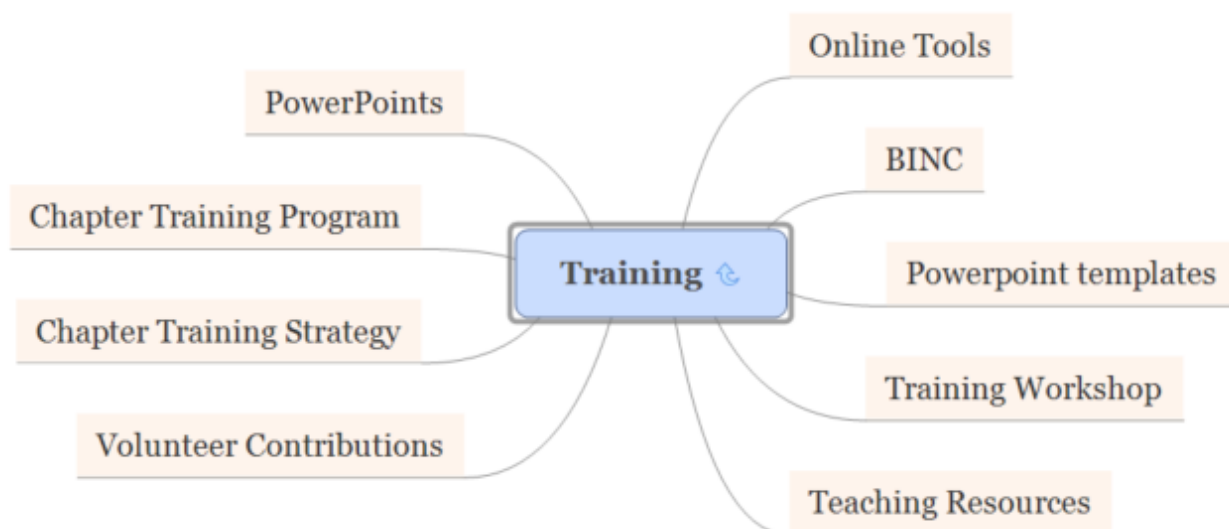 Online Tools
PowerPoints
BINC
Chapter Training Program
Training
Powerpoint templates
Chapter Training Strategy
Training Workshop
Volunteer Contributions
Teaching Resources